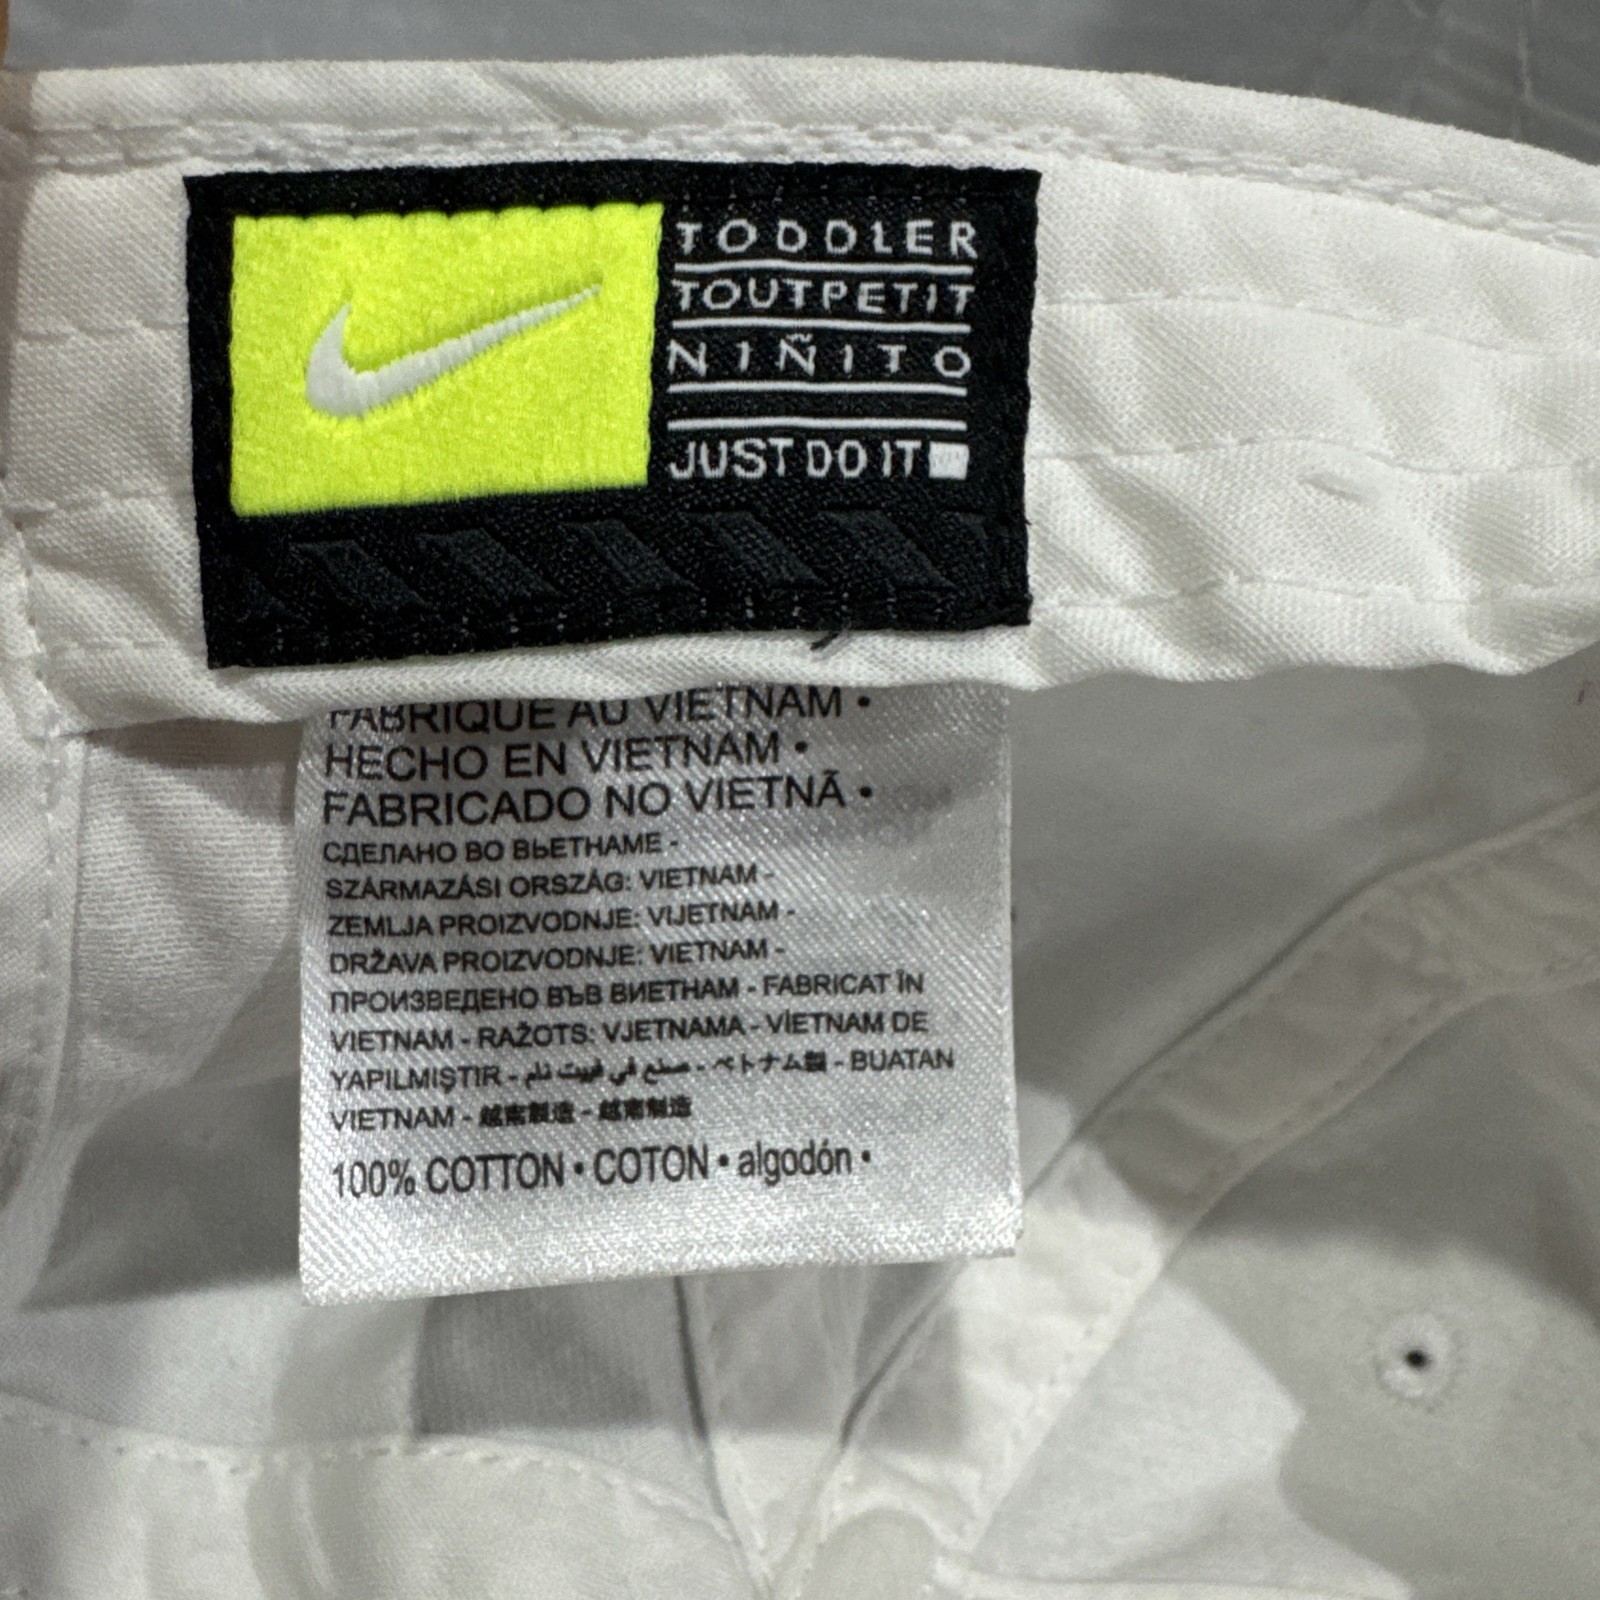 TODDLER
TOUTPETIT
NIÑITO
JUST DO IT
FABRIQUÉ AU VIETNAM •
HECHO EN VIETNAM •
FABRICADO NO VIETNÃ •
СДЕЛАНО ВО ВЬЕТНАМЕ -
SZÁRMAZÁSI ORSZÁG: VIETNAM -
ZEMLJA PROIZVODNJE: VIJETNAM -
DRŽAVA PROIZVODNJE: VIETNAM -
ПРОИЗВЕДЕНО ВЪВ ВИЕТНАМ - FABRICAT ÎN
VIETNAM - RAŽOTS: VJETNAMA - VİETNAM DE
YAPILMIŞTIR - صنع في فييت نام - ベトナム製 - BUATAN
VIETNAM - 越南製造 - 越南制造
100% COTTON • COTON • algodón •